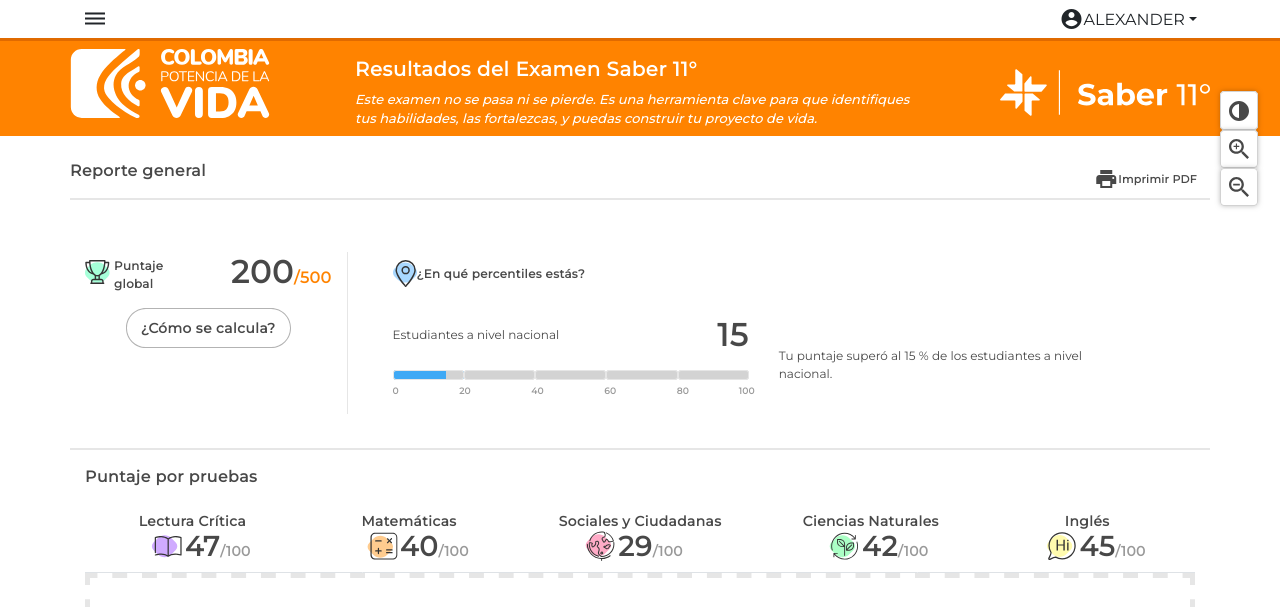 ALEXANDER
COLOMBIA
POTENCIA DE LA
VIDA
Resultados del Examen Saber 11°
Este examen no se pasa ni se pierde. Es una herramienta clave para que identifiques
tus habilidades, las fortalezas, y puedas construir tu proyecto de vida.
Saber 11°
Reporte general
Imprimir PDF
Puntaje
global
200/500
¿Cómo se calcula?
¿En qué percentiles estás?
Estudiantes a nivel nacional
15
0 20 40 60 80 100
Tu puntaje superó al 15 % de los estudiantes a nivel
nacional.
Puntaje por pruebas
Lectura Crítica
47/100
Matemáticas
40/100
Sociales y Ciudadanas
29/100
Ciencias Naturales
42/100
Inglés
Hi
45/100